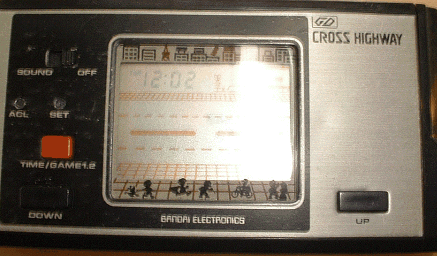 GD
CROSS HIGHWAY
SOUND OFF
12:02
ACL SET
TIME/GAME1.2
DOWN
UP
BANDAI ELECTRONICS